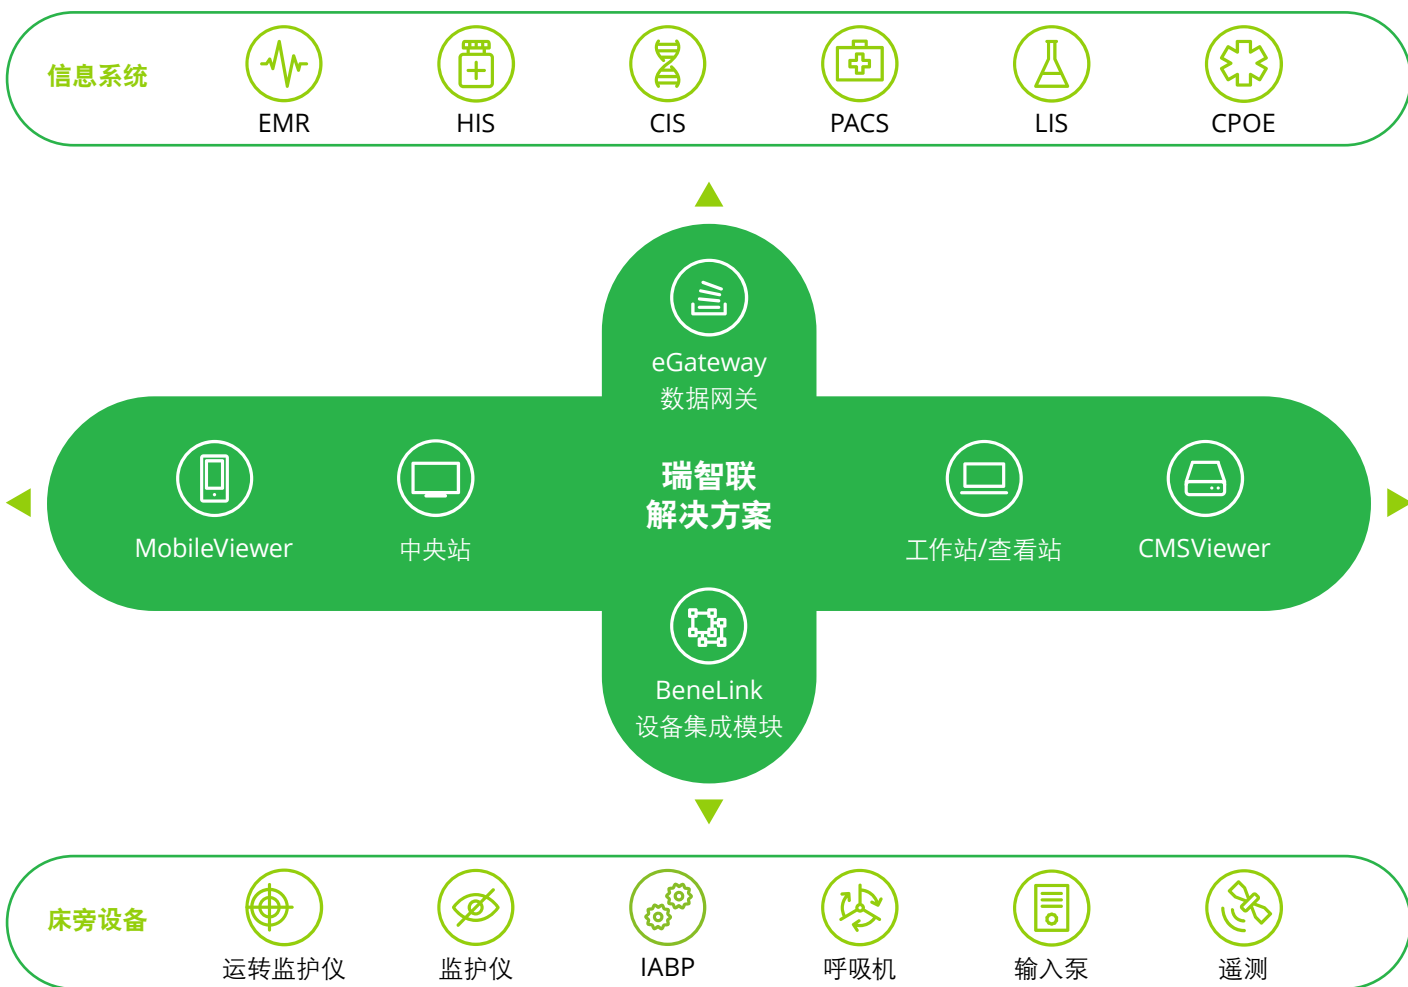 信息系统
EMR
HIS
CIS
PACS
LIS
CPOE
eGateway
数据网关
瑞智联
解决方案
MobileViewer
中央站
工作站/查看站
CMSViewer
BeneLink
设备集成模块
床旁设备
运转监护仪
监护仪
IABP
呼吸机
输入泵
遥测